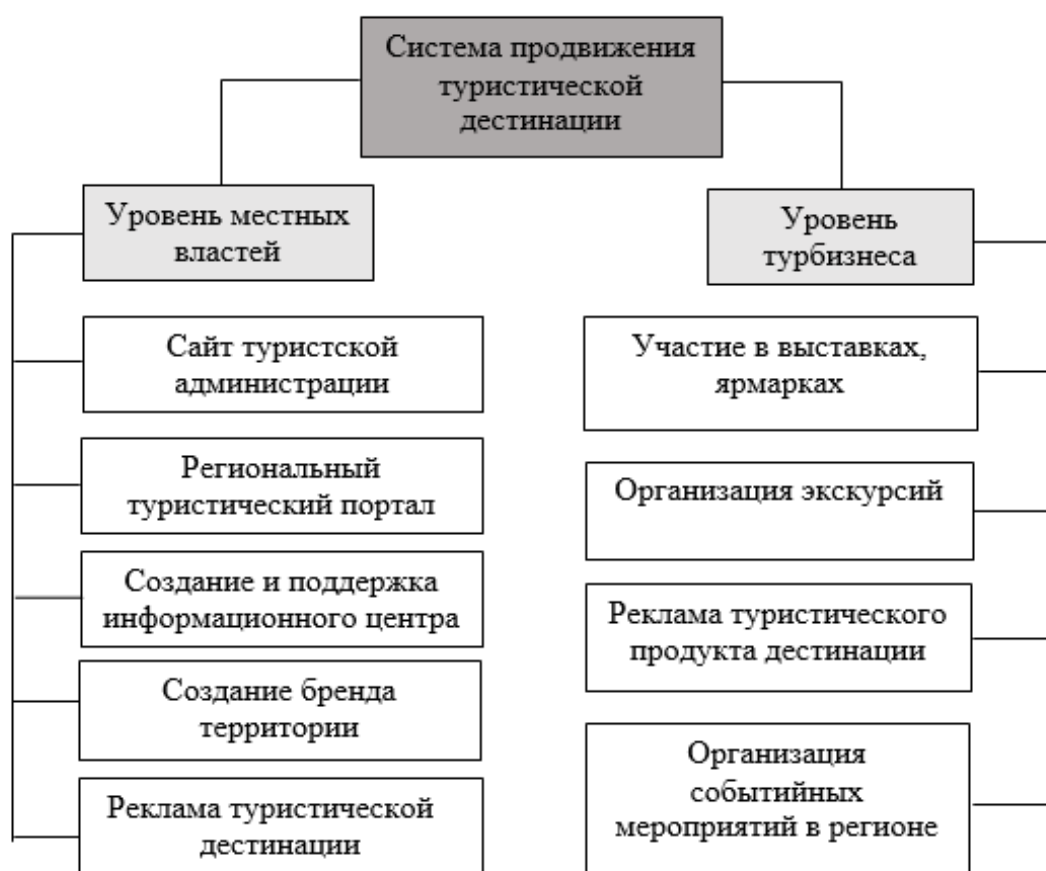 Система продвижения
туристической
дестинации
Уровень местных
властей
Сайт туристской
администрации
Региональный
туристический портал
Создание и поддержка
информационного центра
Создание бренда
территории
Реклама туристической
дестинации
Уровень
турбизнеса
Участие в выставках,
ярмарках
Организация экскурсий
Реклама туристического
продукта дестинации
Организация
событийных
мероприятий в регионе